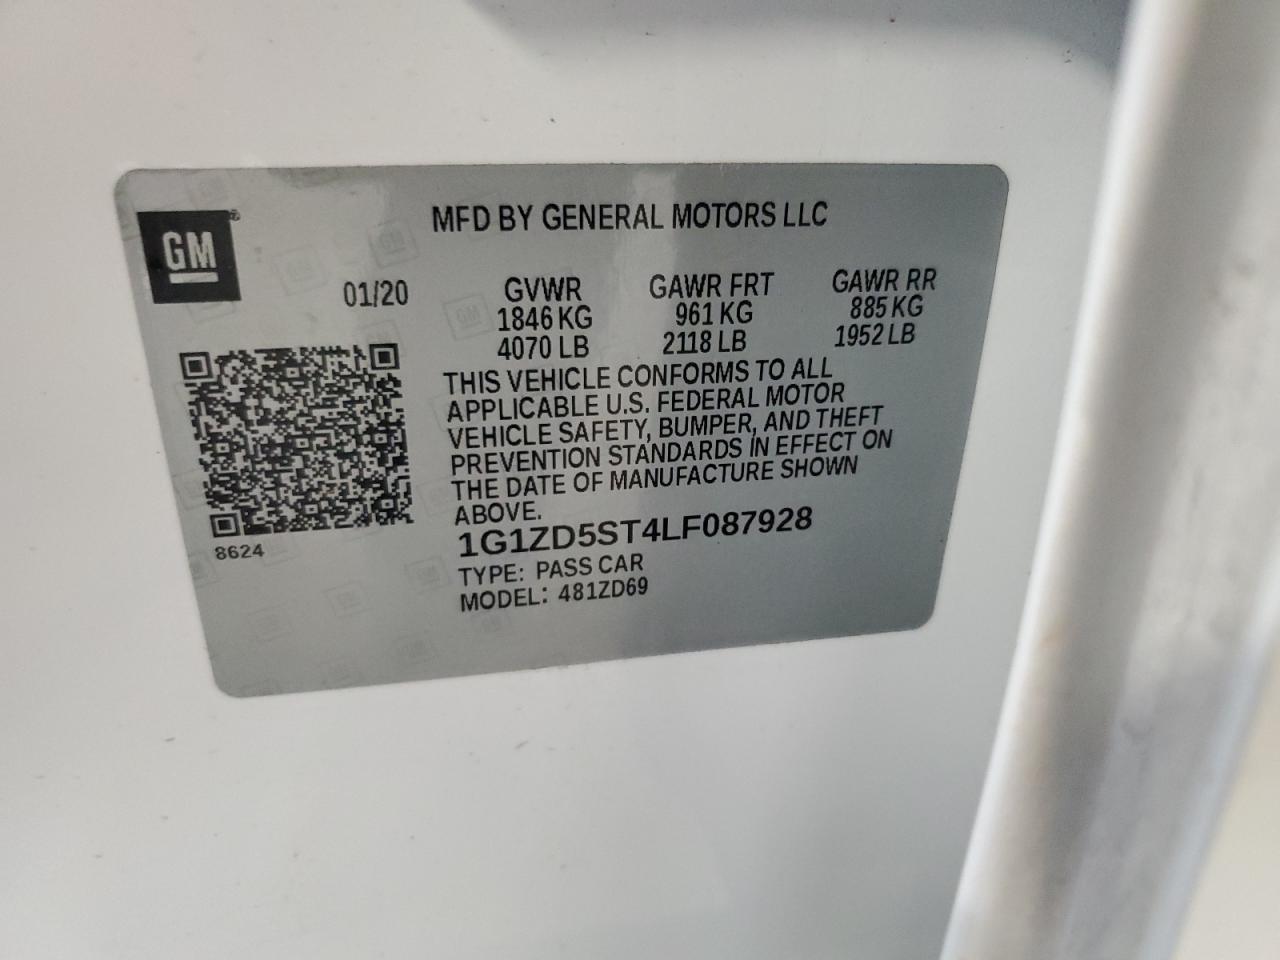 MFD BY GENERAL MOTORS LLC
GM
®
01/20 GVWR GAWR FRT GAWR RR
1846 KG 961 KG 885 KG
4070 LB 2118 LB 1952 LB
THIS VEHICLE CONFORMS TO ALL
APPLICABLE U.S. FEDERAL MOTOR
VEHICLE SAFETY, BUMPER, AND THEFT
PREVENTION STANDARDS IN EFFECT ON
THE DATE OF MANUFACTURE SHOWN
ABOVE.
8624
1G1ZD5ST4LF087928
TYPE: PASS CAR
MODEL: 481ZD69